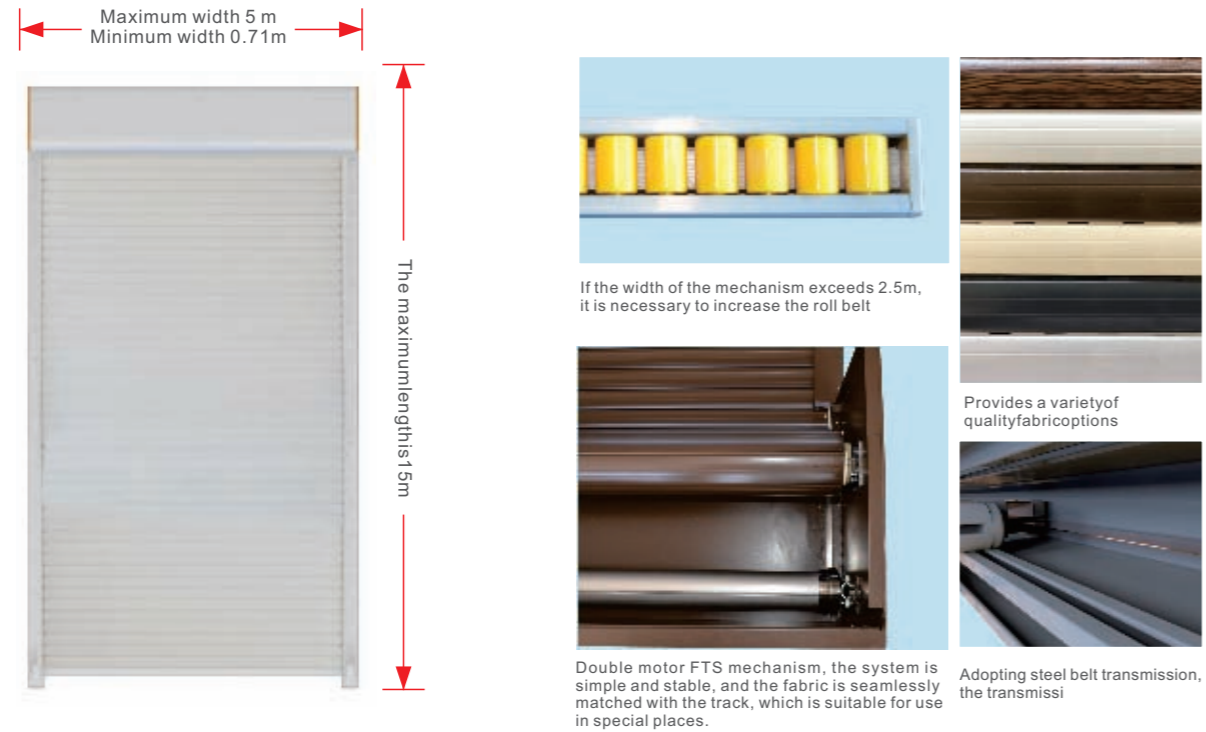 Maximum width 5 m
Minimum width 0.71m
The maximumlengthis15m
If the width of the mechanism exceeds 2.5m,
it is necessary to increase the roll belt
Provides a varietyof
qualityfabricoptions
Double motor FTS mechanism, the system is
simple and stable, and the fabric is seamlessly
matched with the track, which is suitable for use
in special places.
Adopting steel belt transmission,
the transmissi